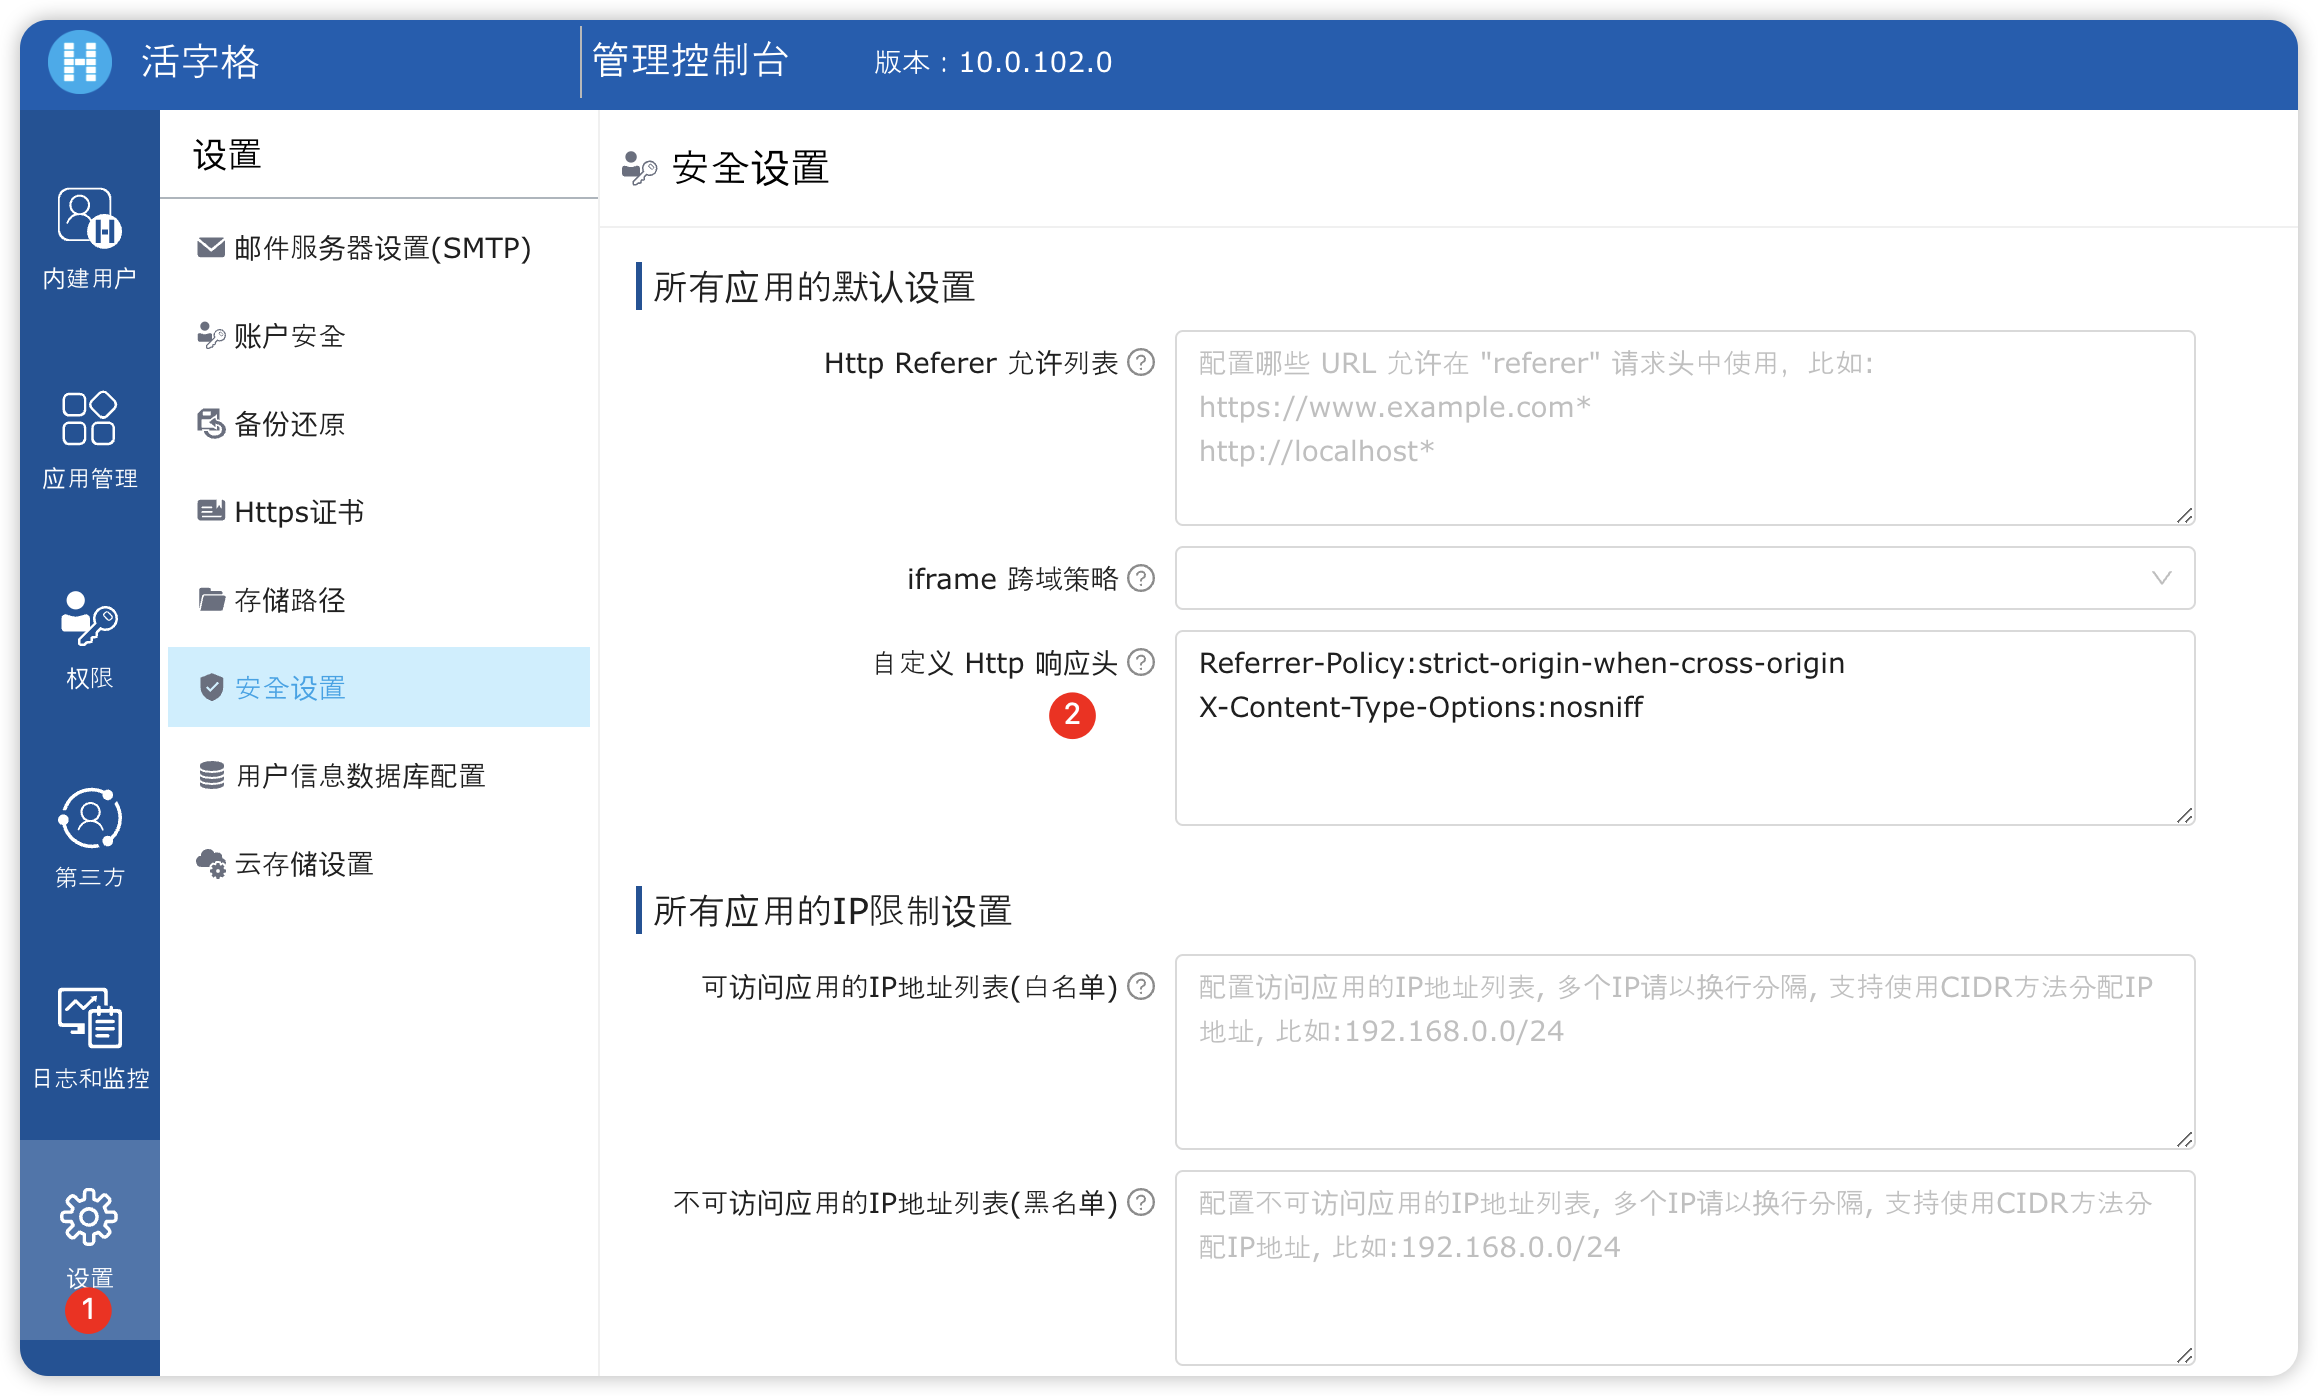 活字格
管理控制台
版本：10.0.102.0
内建用户
应用管理
权限
第三方
日志和监控
设置
1
设置
邮件服务器设置(SMTP)
账户安全
备份还原
Https证书
存储路径
安全设置
用户信息数据库配置
云存储设置
安全设置
所有应用的默认设置
Http Referer 允许列表 ?
配置哪些 URL 允许在 "referer" 请求头中使用，比如:
https://www.example.com*
http://localhost*
iframe 跨域策略 ?
自定义 Http 响应头 ?
2
Referrer-Policy:strict-origin-when-cross-origin
X-Content-Type-Options:nosniff
所有应用的IP限制设置
可访问应用的IP地址列表(白名单) ?
配置访问应用的IP地址列表, 多个IP请以换行分隔, 支持使用CIDR方法分配IP
地址, 比如:192.168.0.0/24
不可访问应用的IP地址列表(黑名单) ?
配置不可访问应用的IP地址列表, 多个IP请以换行分隔, 支持使用CIDR方法分
配IP地址, 比如:192.168.0.0/24